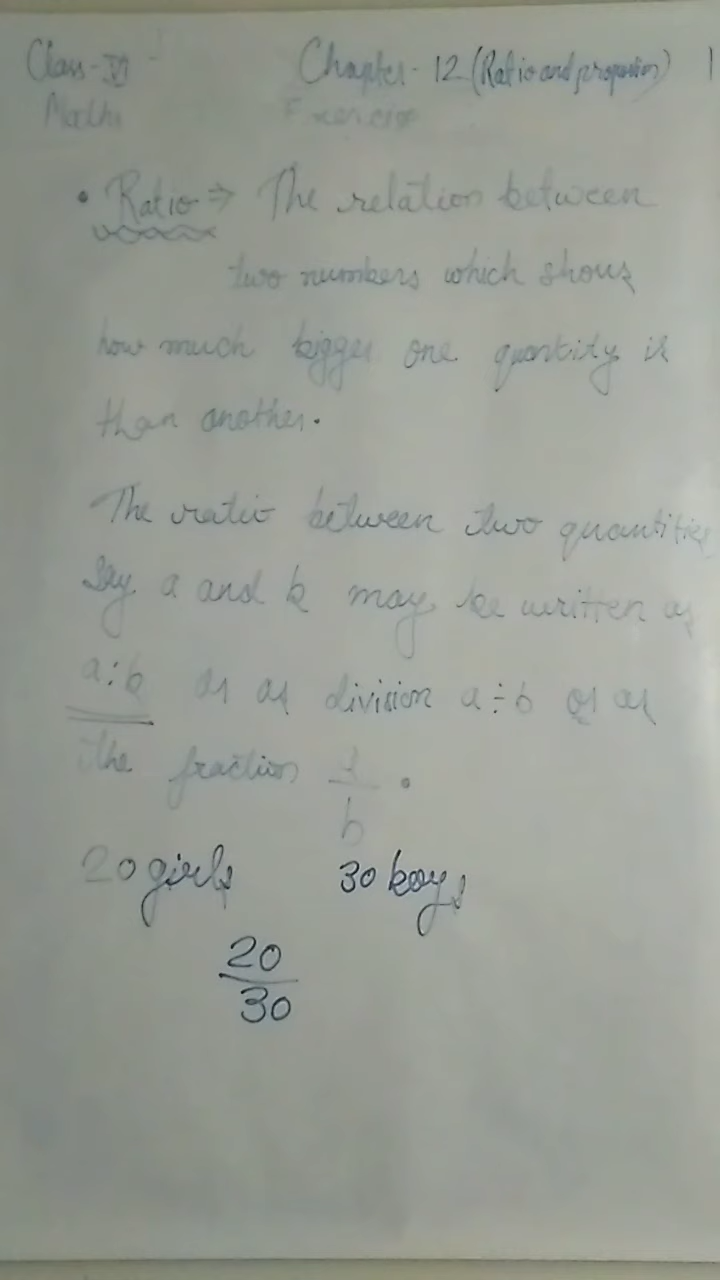 Class-VI Chapter-12 (Ratio and proportion) 1
Maths Exercise
• Ratio ⇒ The relation between
two numbers which shows
how much bigger one quantity is
than another.
The ratio between two quantities
say a and b may be written as
a:b or as division a÷b or as
the fraction a/b .
20 girls 30 boys
20
30